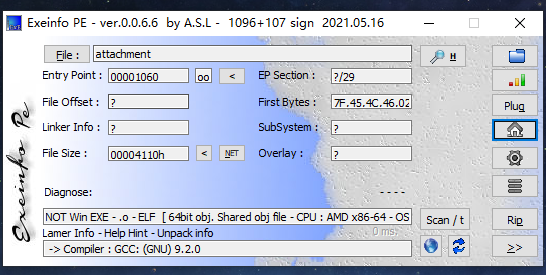 Exeinfo PE - ver.0.0.6.6 by A.S.L - 1096+107 sign 2021.05.16
File : attachment H
Entry Point : 00001060 oo < EP Section : ?/29
File Offset : ? First Bytes : 7F.45.4C.46.02
Plug
Linker Info : ? SubSystem : ?
File Size : 00004110h < NET Overlay : ?
Exeinfo Pe
Diagnose: - - - -
NOT Win EXE - .o - ELF [ 64bit obj. Shared obj file - CPU : AMD x86-64 - OS Scan / t Rip
Lamer Info - Help Hint - Unpack info 0 ms.
-> Compiler : GCC: (GNU) 9.2.0 >>